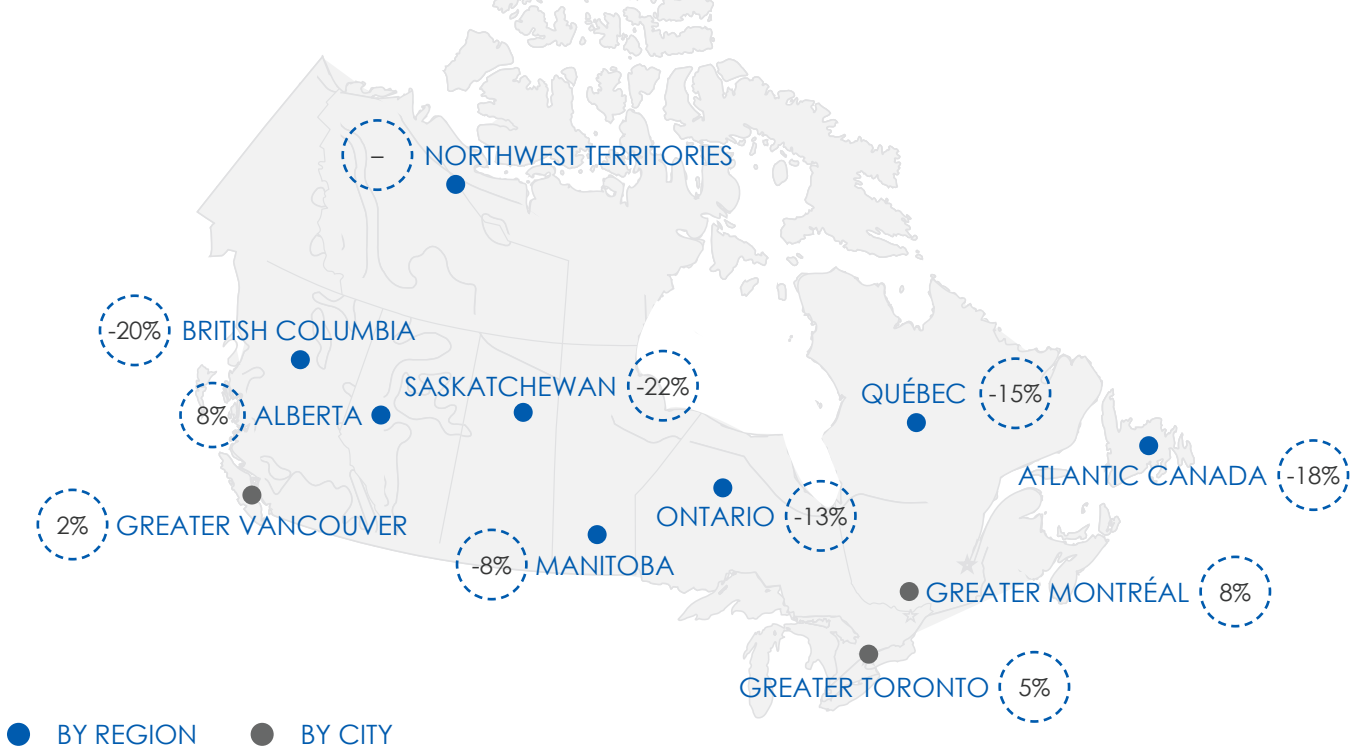 – NORTHWEST TERRITORIES
-20% BRITISH COLUMBIA
SASKATCHEWAN -22%
QUÉBEC -15%
8% ALBERTA
ATLANTIC CANADA -18%
ONTARIO -13%
2% GREATER VANCOUVER
-8% MANITOBA
GREATER MONTRÉAL 8%
GREATER TORONTO 5%
BY REGION BY CITY